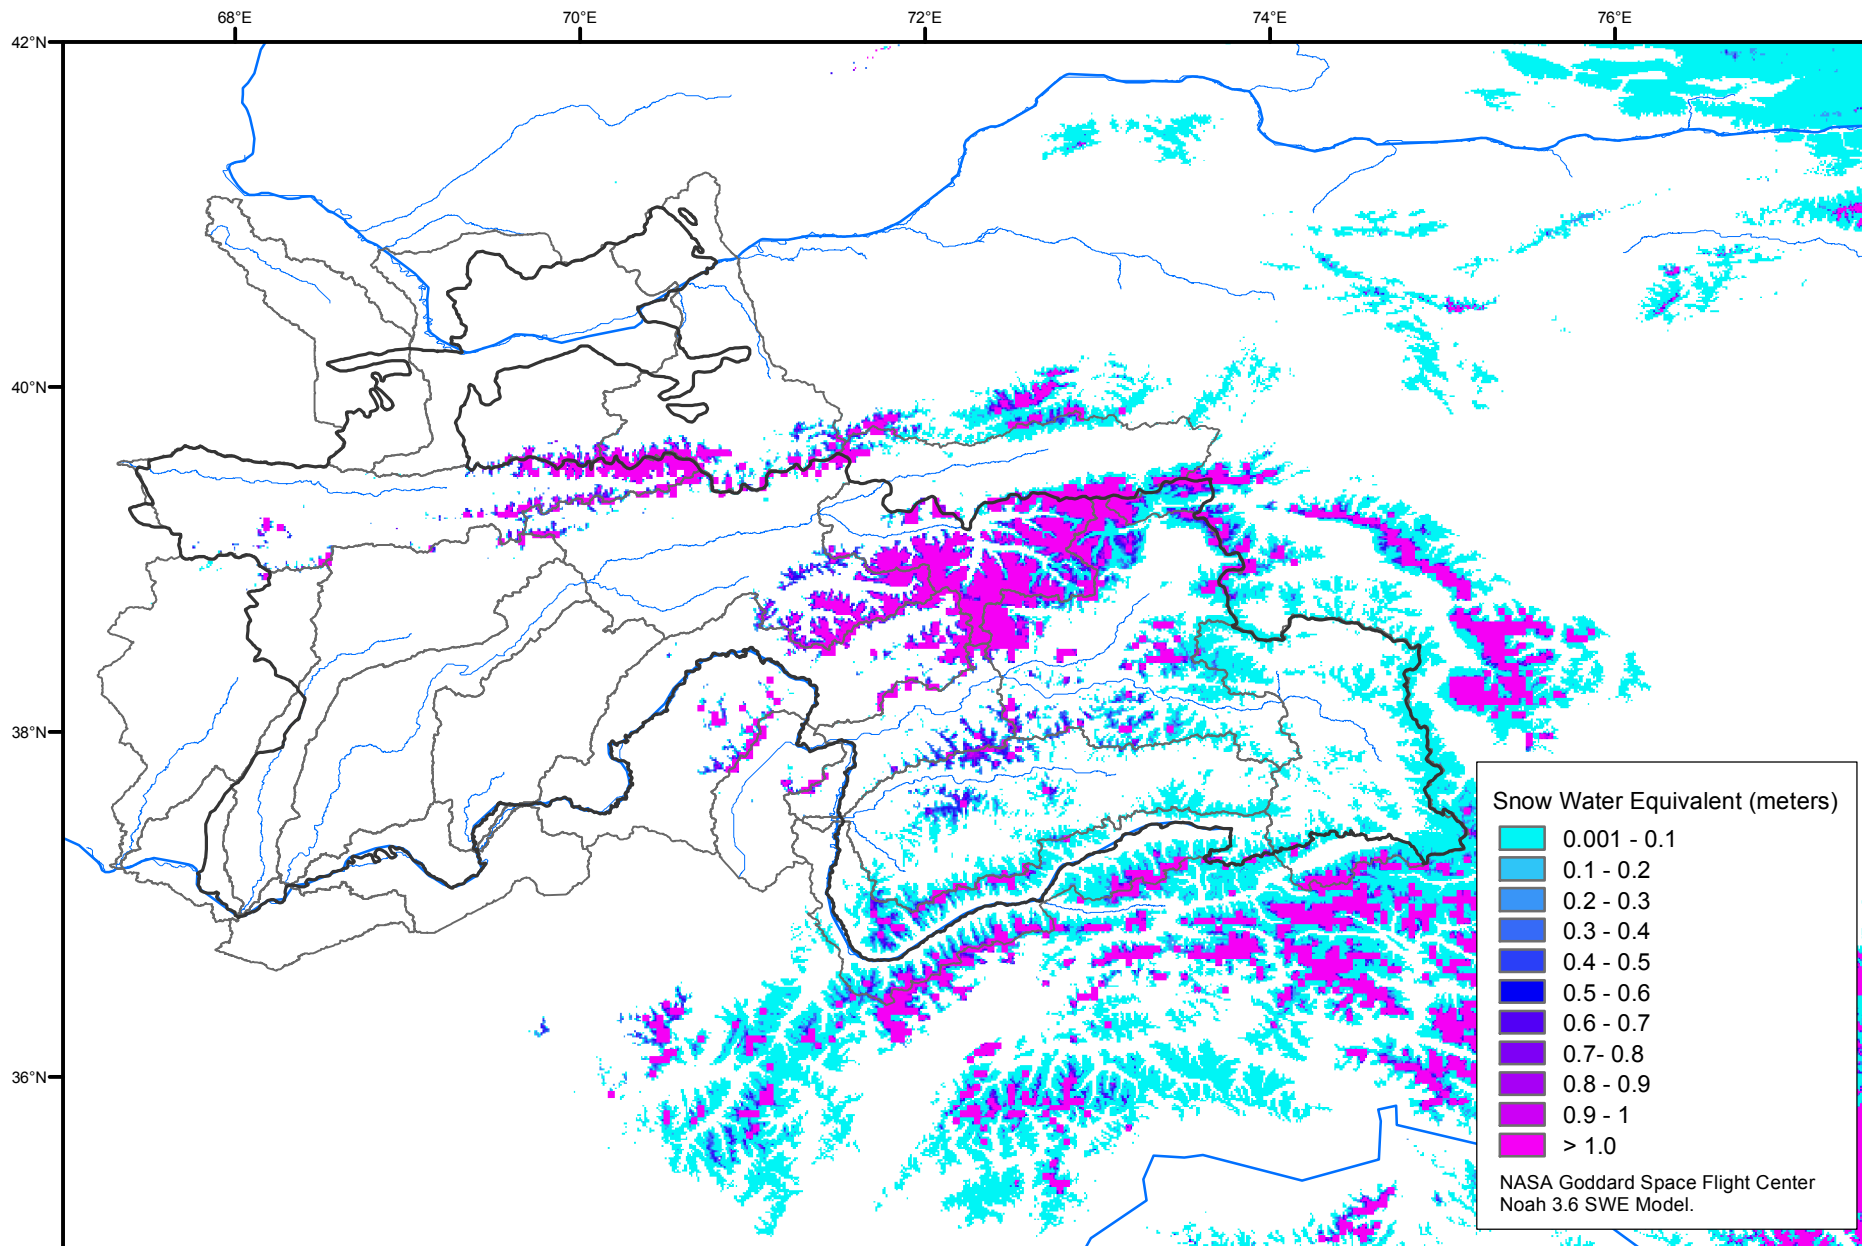 68°E 70°E 72°E 74°E 76°E
42°N
40°N
38°N
36°N
Snow Water Equivalent (meters)
0.001 - 0.1
0.1 - 0.2
0.2 - 0.3
0.3 - 0.4
0.4 - 0.5
0.5 - 0.6
0.6 - 0.7
0.7- 0.8
0.8 - 0.9
0.9 - 1
> 1.0
NASA Goddard Space Flight Center
Noah 3.6 SWE Model.